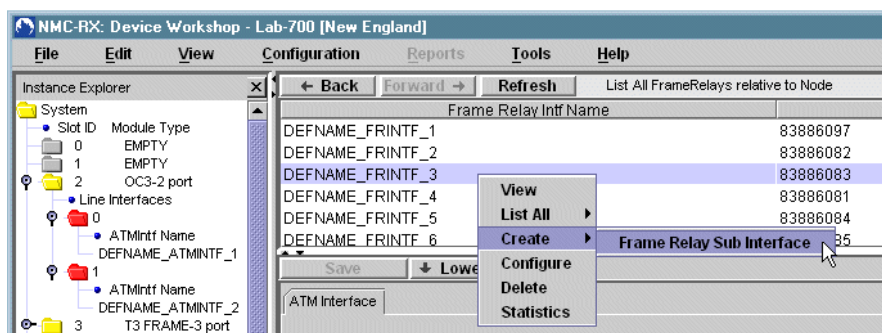 NMC-RX: Device Workshop - Lab-700 [New England]
File Edit View Configuration Reports Tools Help
Instance Explorer
← Back Forward → Refresh List All FrameRelays relative to Node
System
Slot ID Module Type
0 EMPTY
1 EMPTY
2 OC3-2 port
Line Interfaces
0
ATMIntf Name
DEFNAME_ATMINTF_1
1
ATMIntf Name
DEFNAME_ATMINTF_2
3 T3 FRAME-3 port
Frame Relay Intf Name
DEFNAME_FRINTF_1 83886097
DEFNAME_FRINTF_2 83886082
DEFNAME_FRINTF_3 83886083
DEFNAME_FRINTF_4 83886081
DEFNAME_FRINTF_5 83886084
DEFNAME_FRINTF_6
View
List All
Create
Configure
Delete
Statistics
Frame Relay Sub Interface
Save
ATM Interface